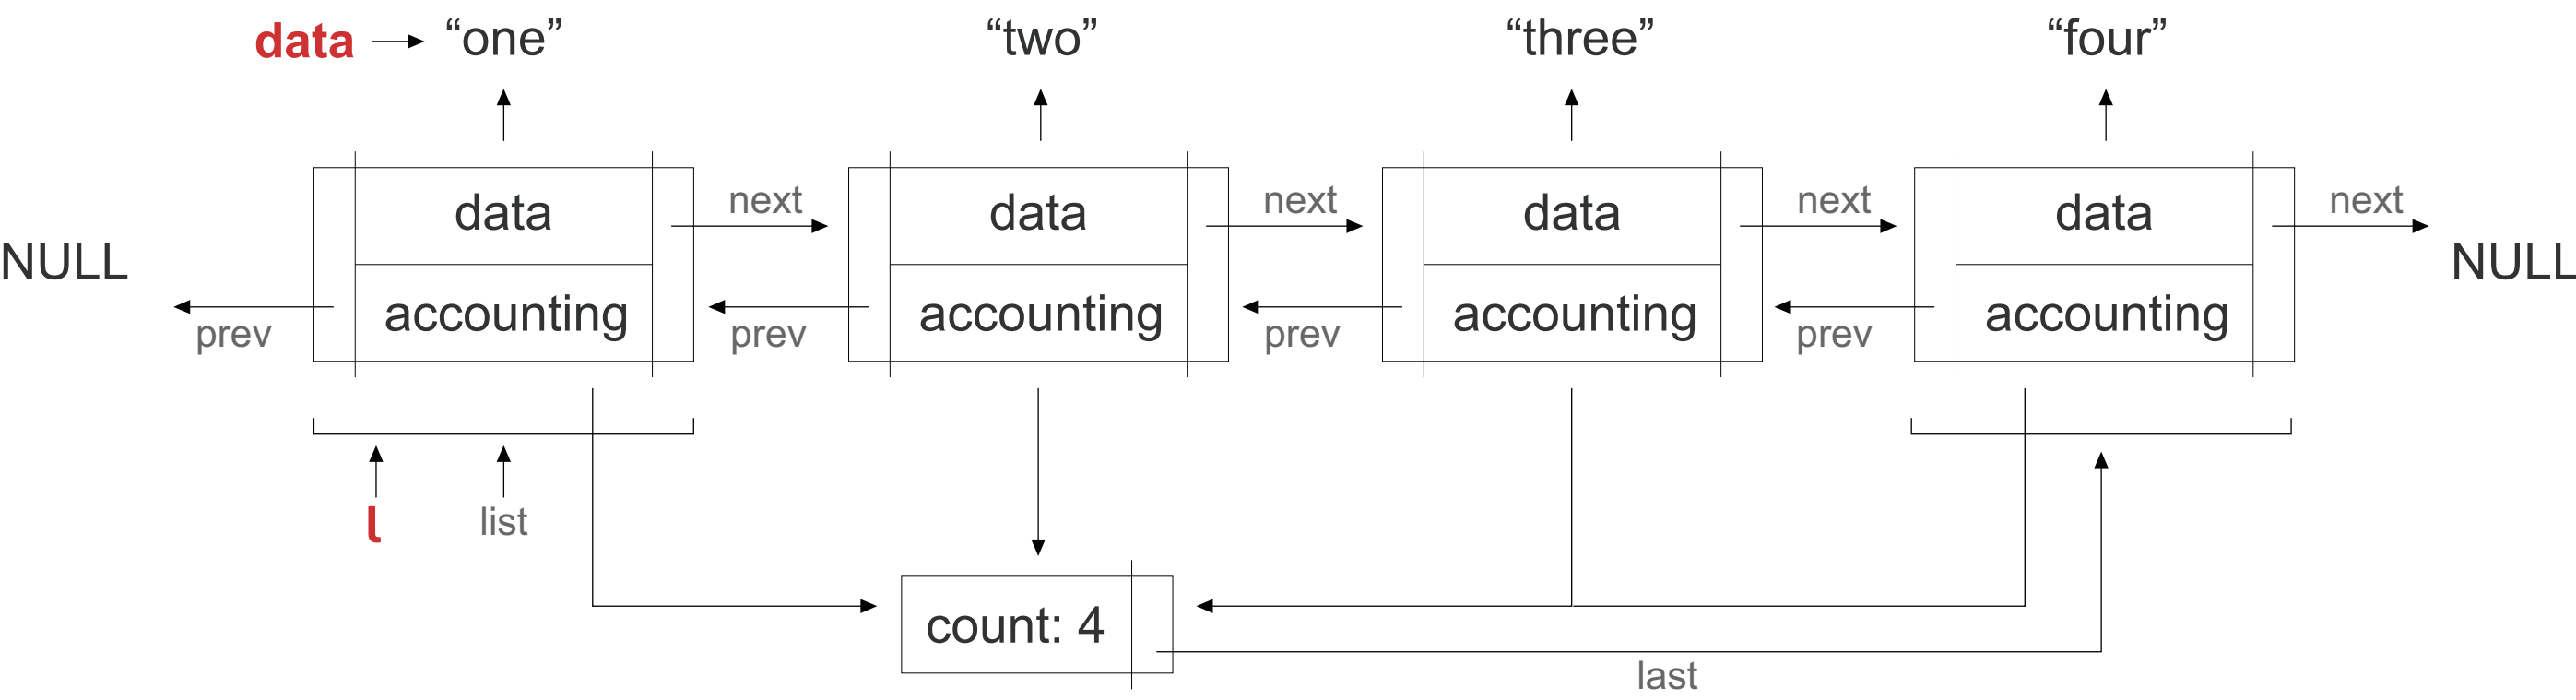 data “one” “two” “three” “four”
data next data next data next data next
NULL NULL
accounting accounting accounting accounting
prev prev prev prev
l list
count: 4
last